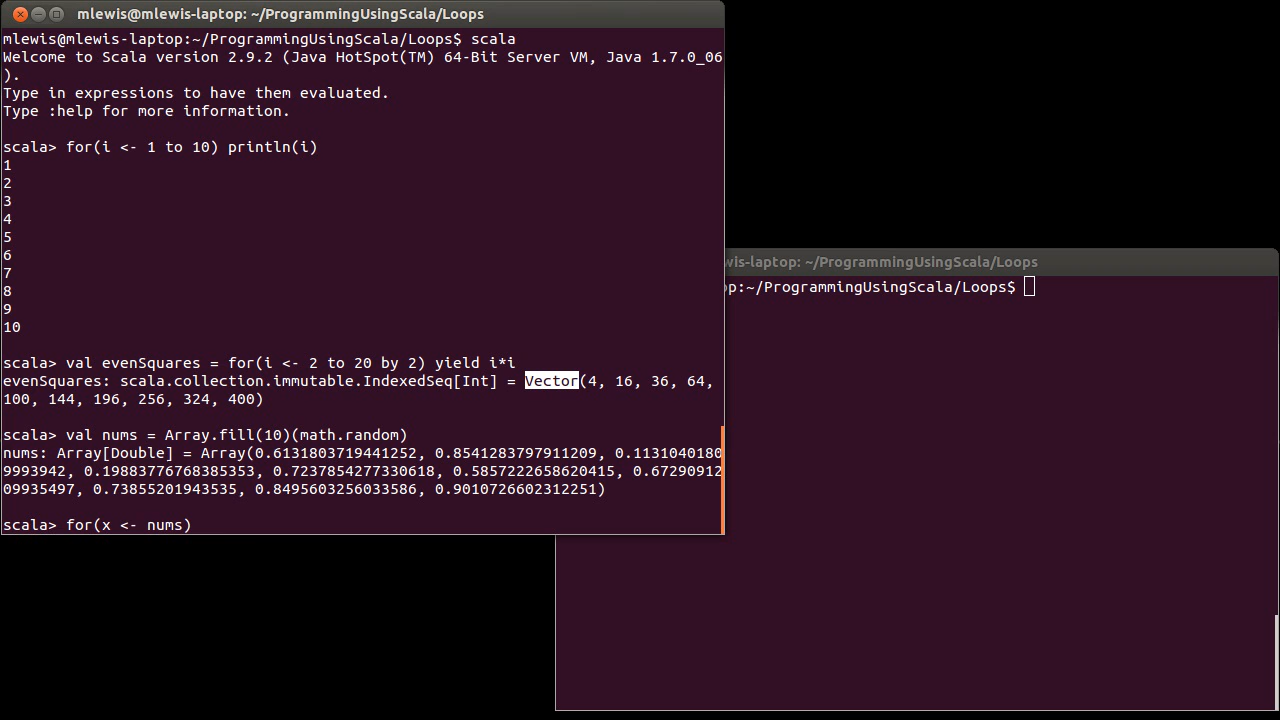 mlewis@mlewis-laptop: ~/ProgrammingUsingScala/Loops
mlewis@mlewis-laptop:~/ProgrammingUsingScala/Loops$ scala
Welcome to Scala version 2.9.2 (Java HotSpot(TM) 64-Bit Server VM, Java 1.7.0_06
).
Type in expressions to have them evaluated.
Type :help for more information.
scala> for(i <- 1 to 10) println(i)
1
2
3
4
5
6
7
8
9
10
scala> val evenSquares = for(i <- 2 to 20 by 2) yield i*i
evenSquares: scala.collection.immutable.IndexedSeq[Int] = Vector(4, 16, 36, 64,
100, 144, 196, 256, 324, 400)
scala> val nums = Array.fill(10)(math.random)
nums: Array[Double] = Array(0.6131803719441252, 0.8541283797911209, 0.1131040180
9993942, 0.19883776768385353, 0.7237854277330618, 0.5857222658620415, 0.67290912
09935497, 0.73855201943535, 0.8495603256033586, 0.9010726602312251)
scala> for(x <- nums)
wis-laptop: ~/ProgrammingUsingScala/Loops
op:~/ProgrammingUsingScala/Loops$